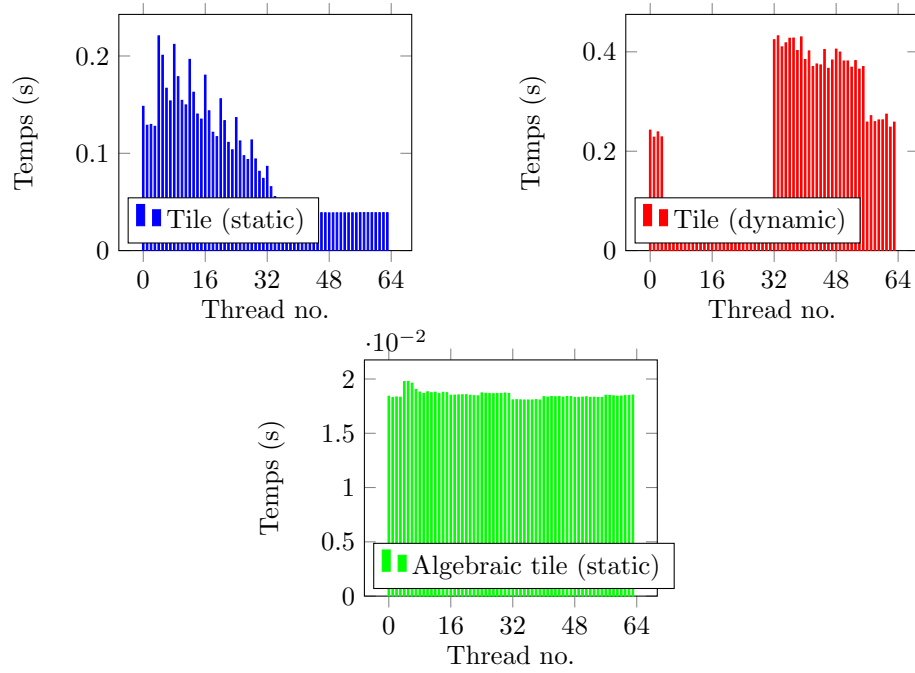 0.2
0.1
0
Temps (s)
Tile (static)
0 16 32 48 64
Thread no.
0.4
0.2
0
Temps (s)
Tile (dynamic)
0 16 32 48 64
Thread no.
·10⁻²
2
1
0.5
0
Temps (s)
Algebraic tile (static)
0 16 32 48 64
Thread no.